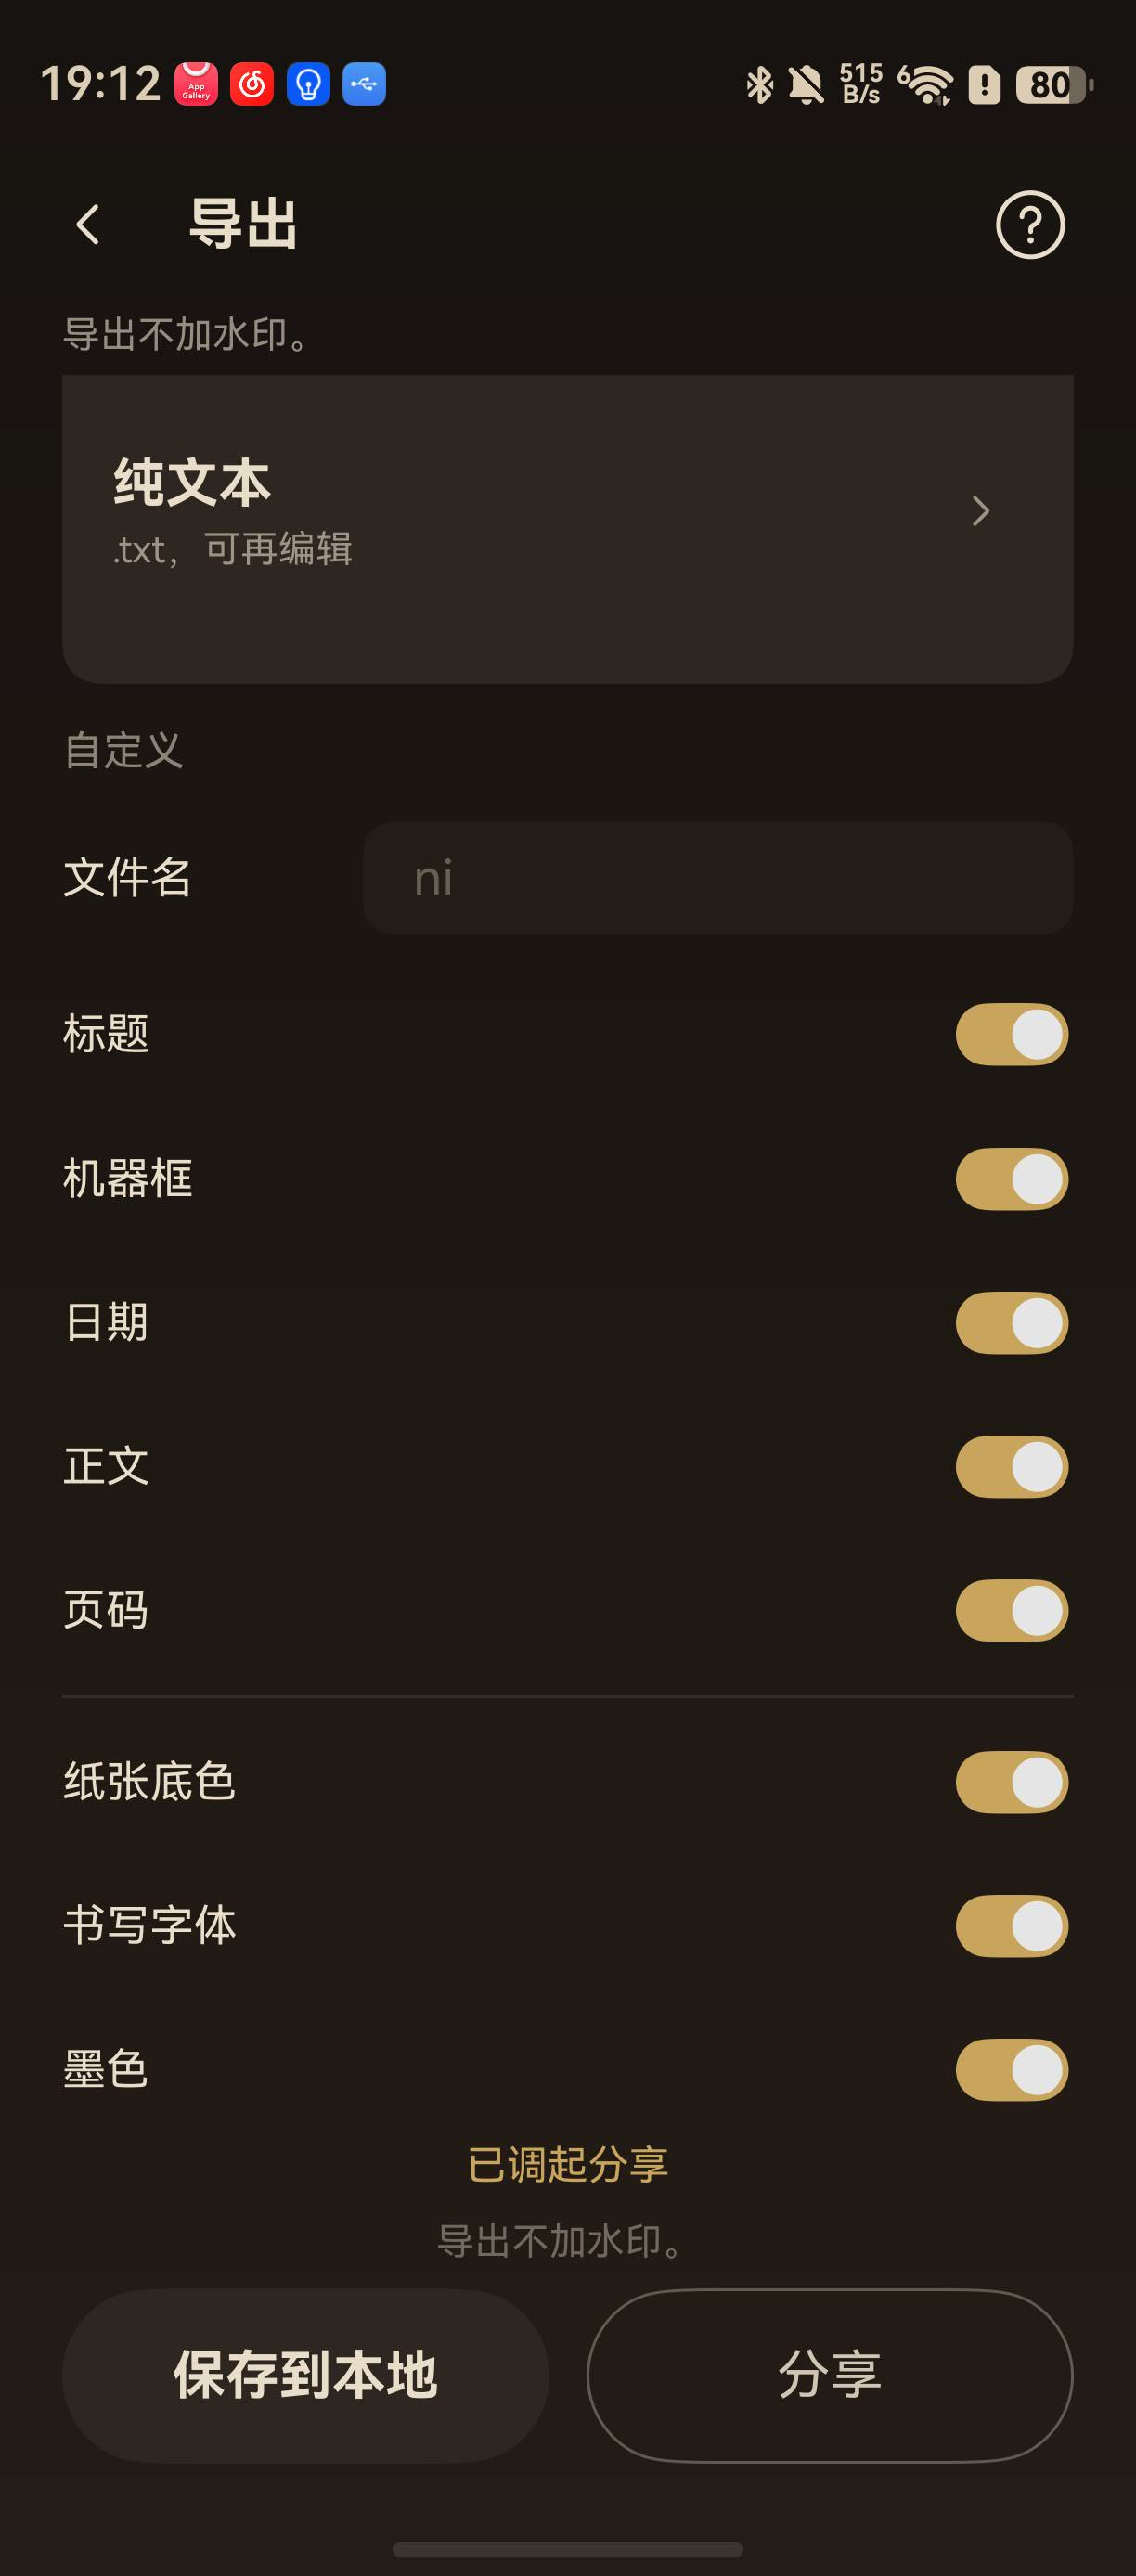 19:12
App
Gallery
515
B/s
6
80
导出
导出不加水印。
纯文本
.txt，可再编辑
自定义
文件名
ni
标题
机器框
日期
正文
页码
纸张底色
书写字体
墨色
已调起分享
导出不加水印。
保存到本地
分享